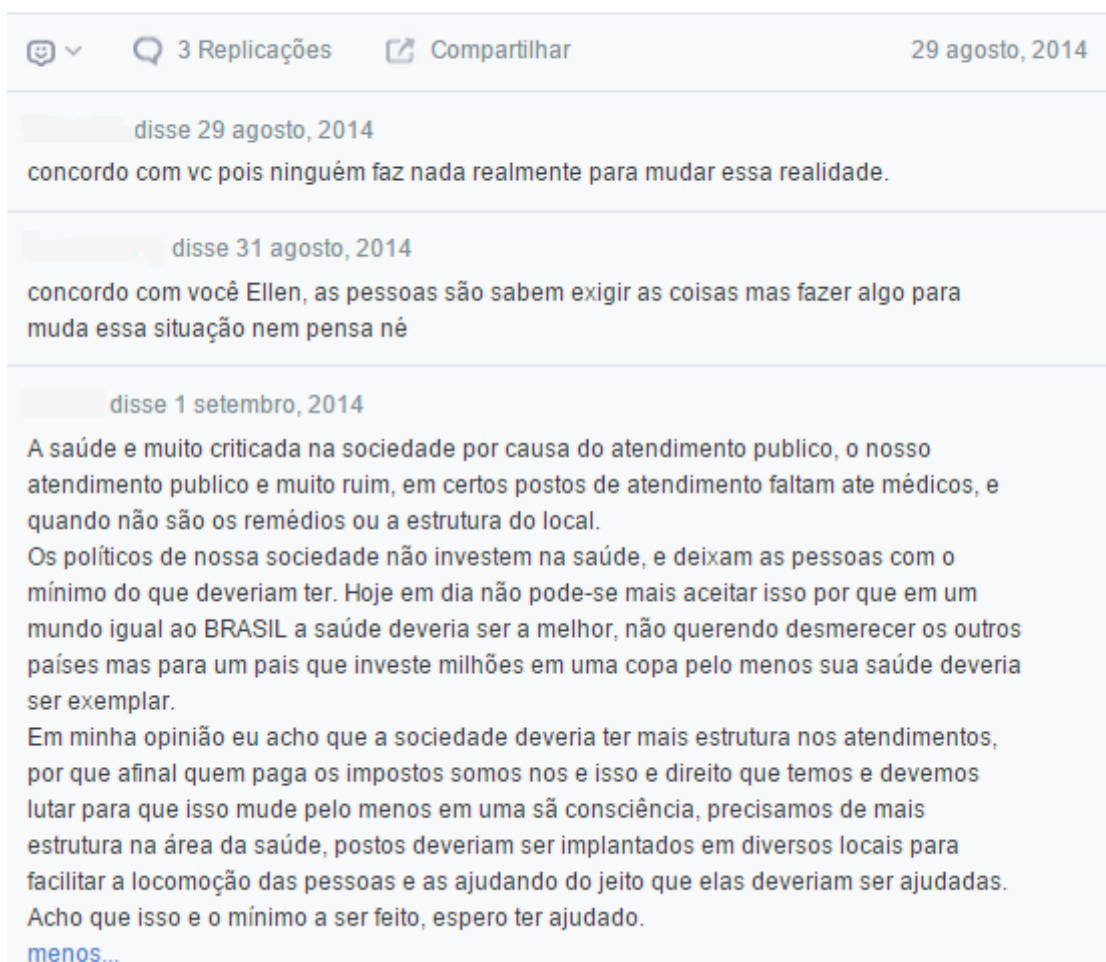 3 Replicações Compartilhar 29 agosto, 2014
disse 29 agosto, 2014
concordo com vc pois ninguém faz nada realmente para mudar essa realidade.
disse 31 agosto, 2014
concordo com você Ellen, as pessoas são sabem exigir as coisas mas fazer algo para
muda essa situação nem pensa né
disse 1 setembro, 2014
A saúde e muito criticada na sociedade por causa do atendimento publico, o nosso
atendimento publico e muito ruim, em certos postos de atendimento faltam ate médicos, e
quando não são os remédios ou a estrutura do local.
Os políticos de nossa sociedade não investem na saúde, e deixam as pessoas com o
mínimo do que deveriam ter. Hoje em dia não pode-se mais aceitar isso por que em um
mundo igual ao BRASIL a saúde deveria ser a melhor, não querendo desmerecer os outros
países mas para um pais que investe milhões em uma copa pelo menos sua saúde deveria
ser exemplar.
Em minha opinião eu acho que a sociedade deveria ter mais estrutura nos atendimentos,
por que afinal quem paga os impostos somos nos e isso e direito que temos e devemos
lutar para que isso mude pelo menos em uma sã consciência, precisamos de mais
estrutura na área da saúde, postos deveriam ser implantados em diversos locais para
facilitar a locomoção das pessoas e as ajudando do jeito que elas deveriam ser ajudadas.
Acho que isso e o mínimo a ser feito, espero ter ajudado.
menos...